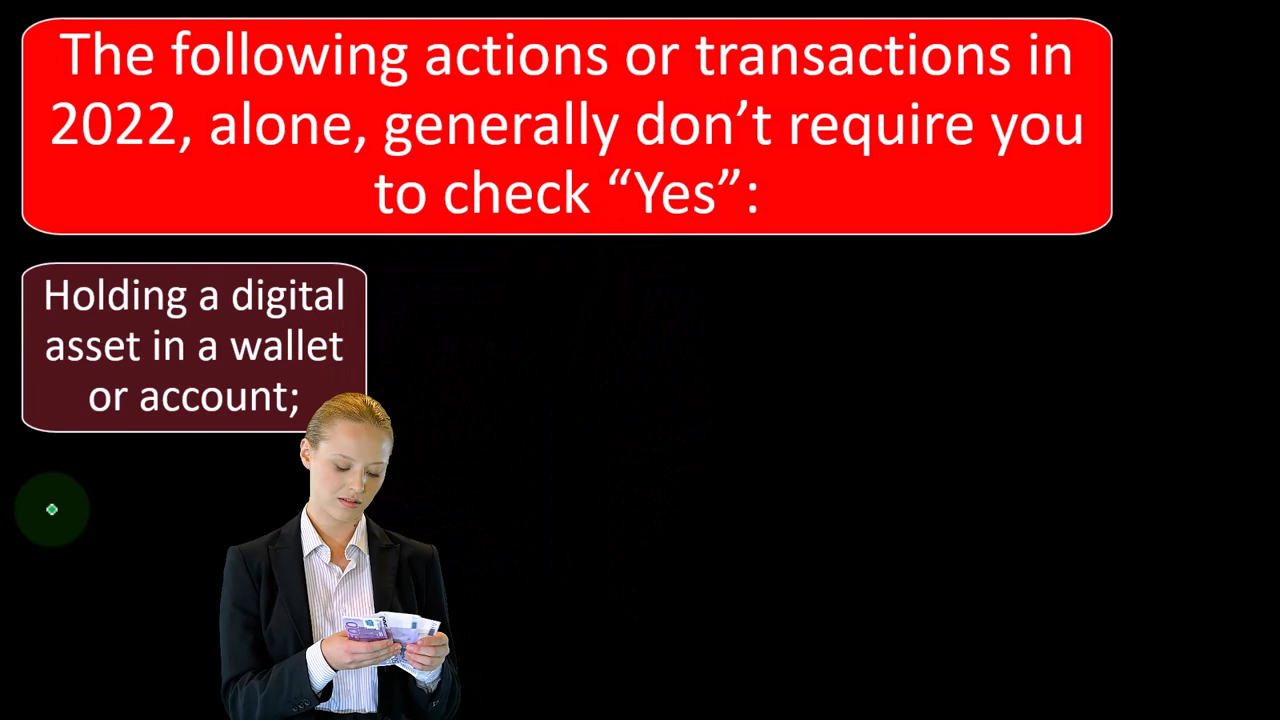 The following actions or transactions in
2022, alone, generally don’t require you
to check “Yes”:
Holding a digital
asset in a wallet
or account;